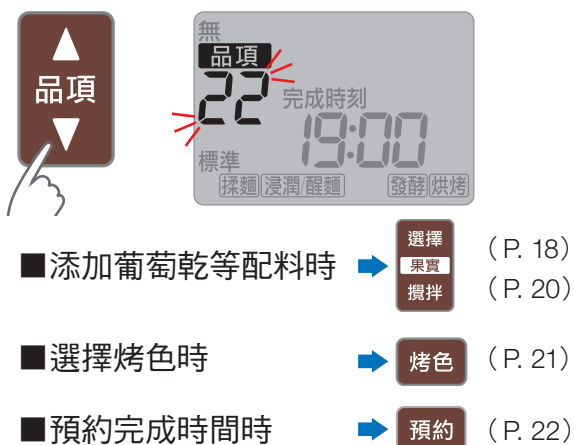 品項
無
品項
22
完成時刻
19:00
標準
揉麵 浸潤/醒麵 發酵 烘烤
■添加葡萄乾等配料時
選擇
果實
攪拌
(P. 18)
(P. 20)
■選擇烤色時
烤色
(P. 21)
■預約完成時間時
預約
(P. 22)